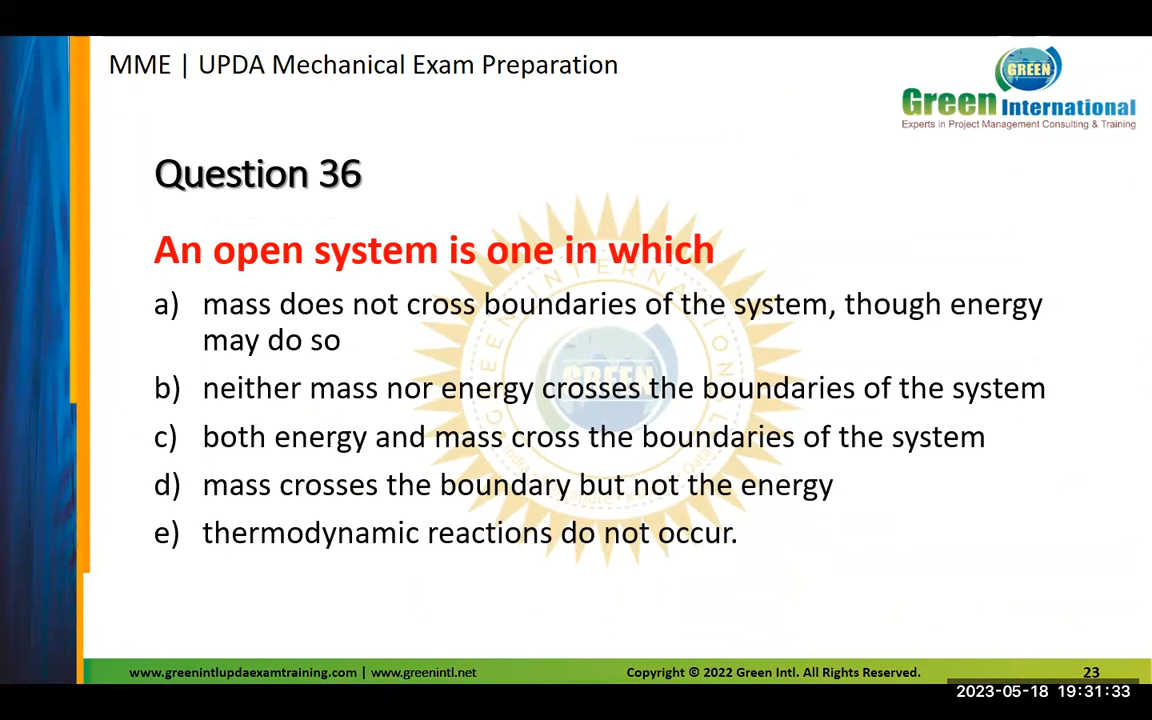 MME | UPDA Mechanical Exam Preparation
GREEN
Green International
Experts in Project Management Consulting & Training
Question 36
An open system is one in which
a) mass does not cross boundaries of the system, though energy
may do so
b) neither mass nor energy crosses the boundaries of the system
c) both energy and mass cross the boundaries of the system
d) mass crosses the boundary but not the energy
e) thermodynamic reactions do not occur.
GREEN INTERNATIONAL
GREEN
www.greenintlupdaexamtraining.com | www.greenintl.net
Copyright © 2022 Green Intl. All Rights Reserved.
23
2023-05-18 19:31:33